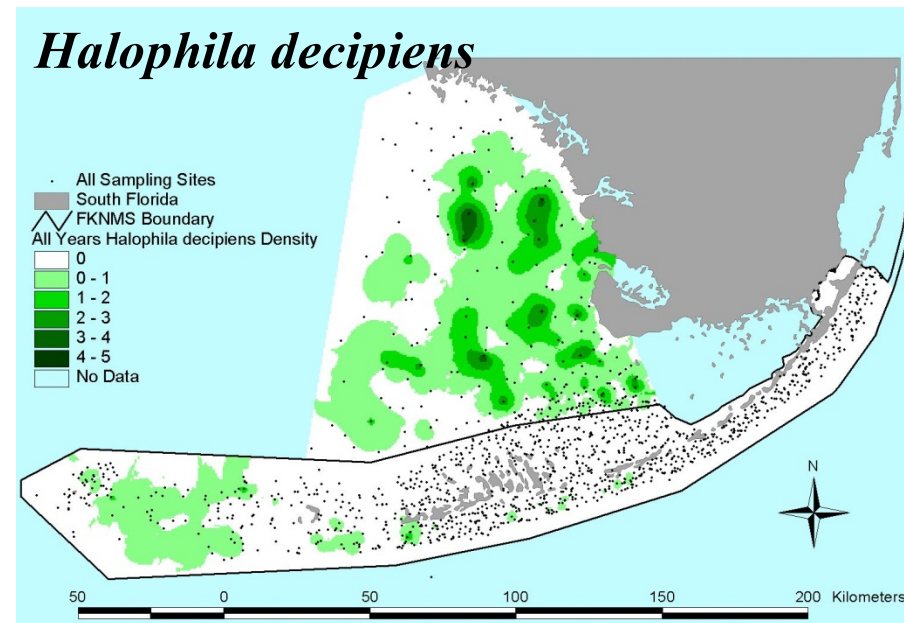 Halophila decipiens
All Sampling Sites
South Florida
FKNMS Boundary
All Years Halophila decipiens Density
0
0 - 1
1 - 2
2 - 3
3 - 4
4 - 5
No Data
N
50 0 50 100 150 200 Kilometers